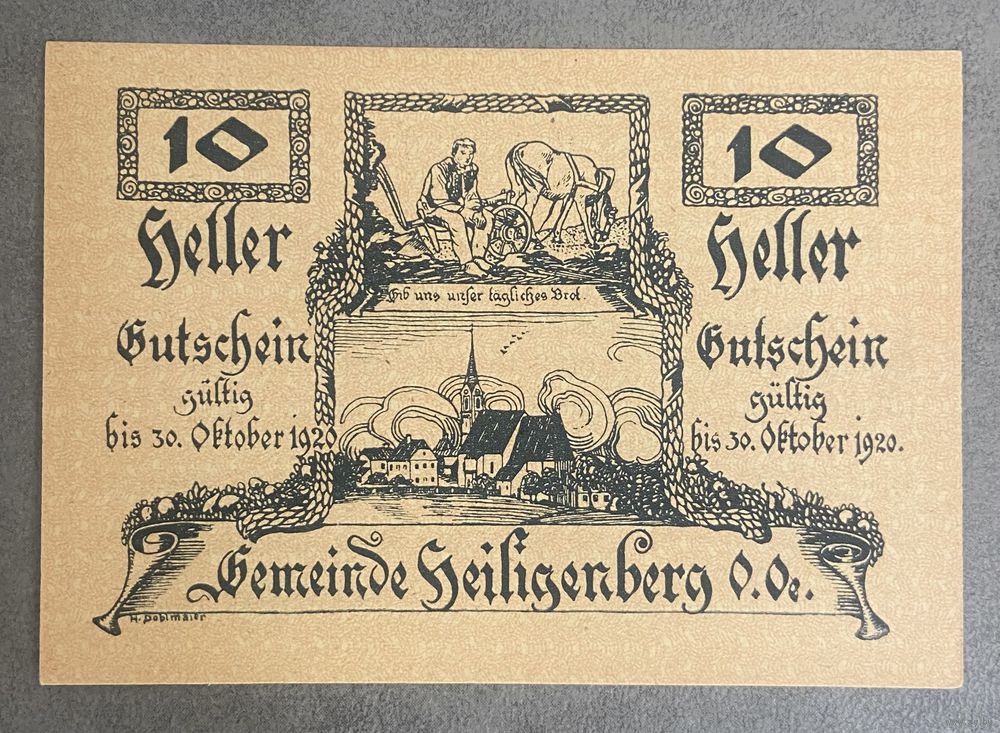 10
Heller
Gutschein
gültig
bis 30. Oktober 1920
Gib uns unser tägliches Brot.
10
Heller
Gutschein
gültig
bis 30. Oktober 1920.
Gemeinde Heiligenberg O.Oe.
H. Doblmaier